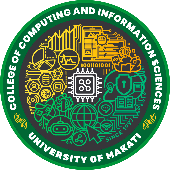 COLLEGE OF COMPUTING AND INFORMATION SCIENCES
UNIVERSITY OF MAKATI